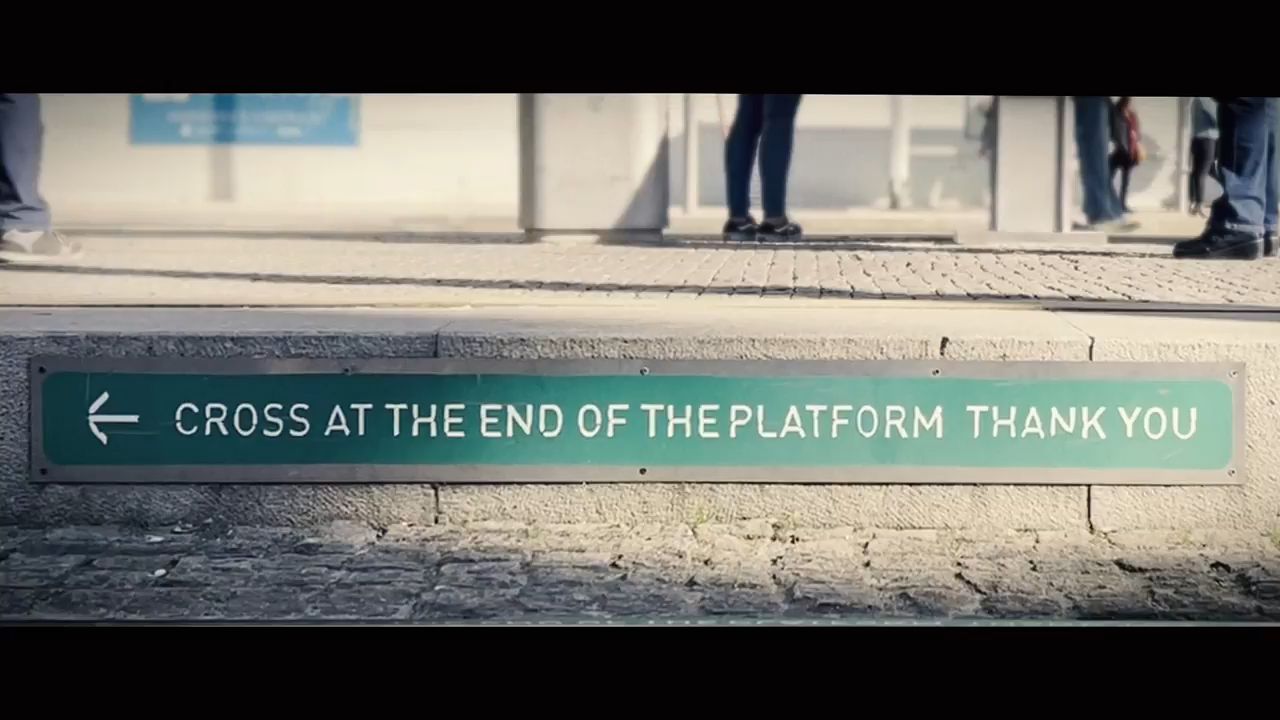 ← CROSS AT THE END OF THE PLATFORM THANK YOU